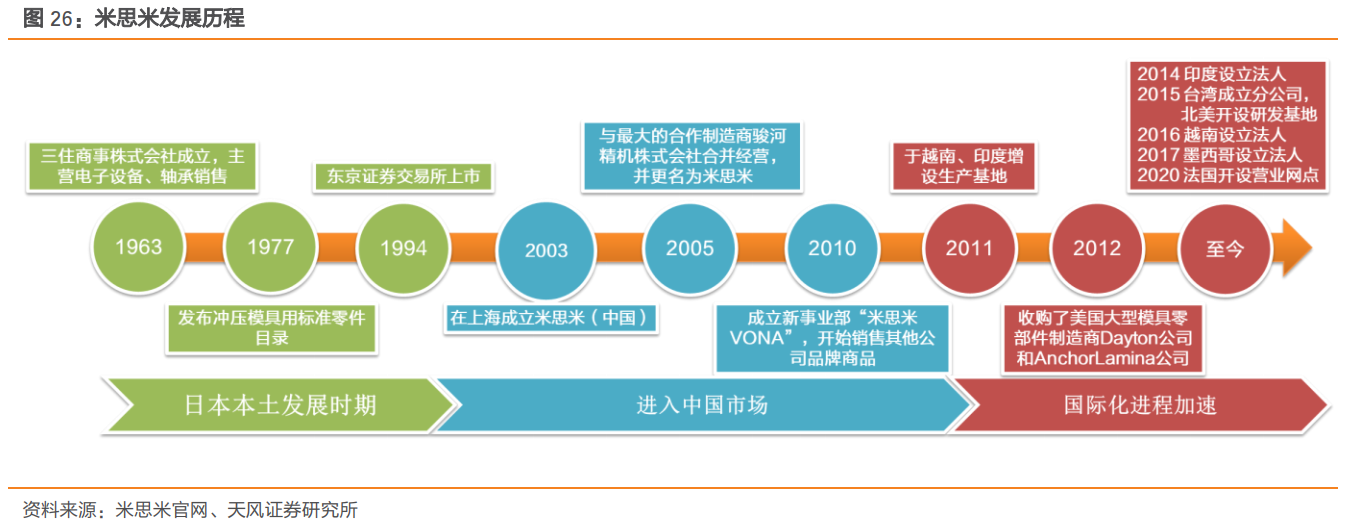 图 26：米思米发展历程
2014 印度设立法人
2015 台湾成立分公司，
北美开设研发基地
2016 越南设立法人
2017 墨西哥设立法人
2020 法国开设营业网点
三住商事株式会社成立，主
营电子设备、轴承销售
东京证券交易所上市
与最大的合作制造商骏河
精机株式会社合并经营，
并更名为米思米
于越南、印度增
设生产基地
1963
1977
1994
2003
2005
2010
2011
2012
至今
发布冲压模具用标准零件
目录
在上海成立米思米（中国）
成立新事业部“米思米
VONA”，开始销售其他公
司品牌商品
收购了美国大型模具零
部件制造商Dayton公司
和AnchorLamina公司
日本本土发展时期
进入中国市场
国际化进程加速
资料来源：米思米官网、天风证券研究所